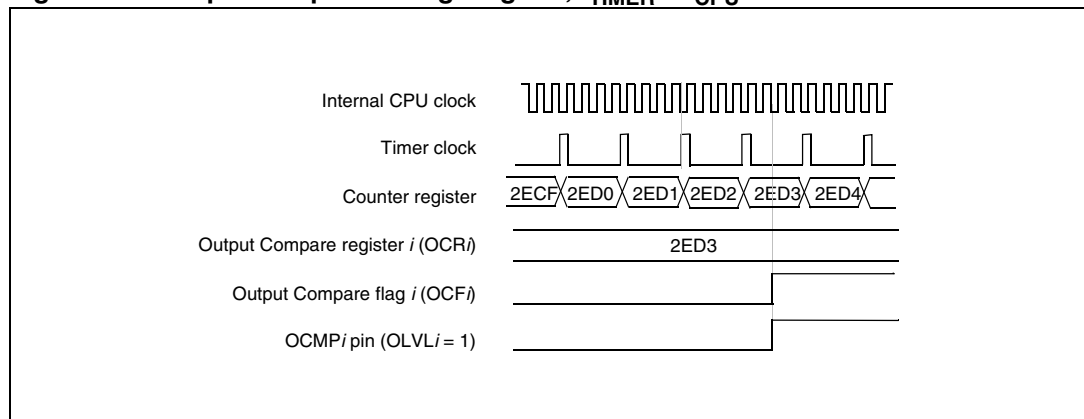 Internal CPU clock
Timer clock
Counter register
2ECF 2ED0 2ED1 2ED2 2ED3 2ED4
Output Compare register i (OCRi)
2ED3
Output Compare flag i (OCFi)
OCMPi pin (OLVLi = 1)